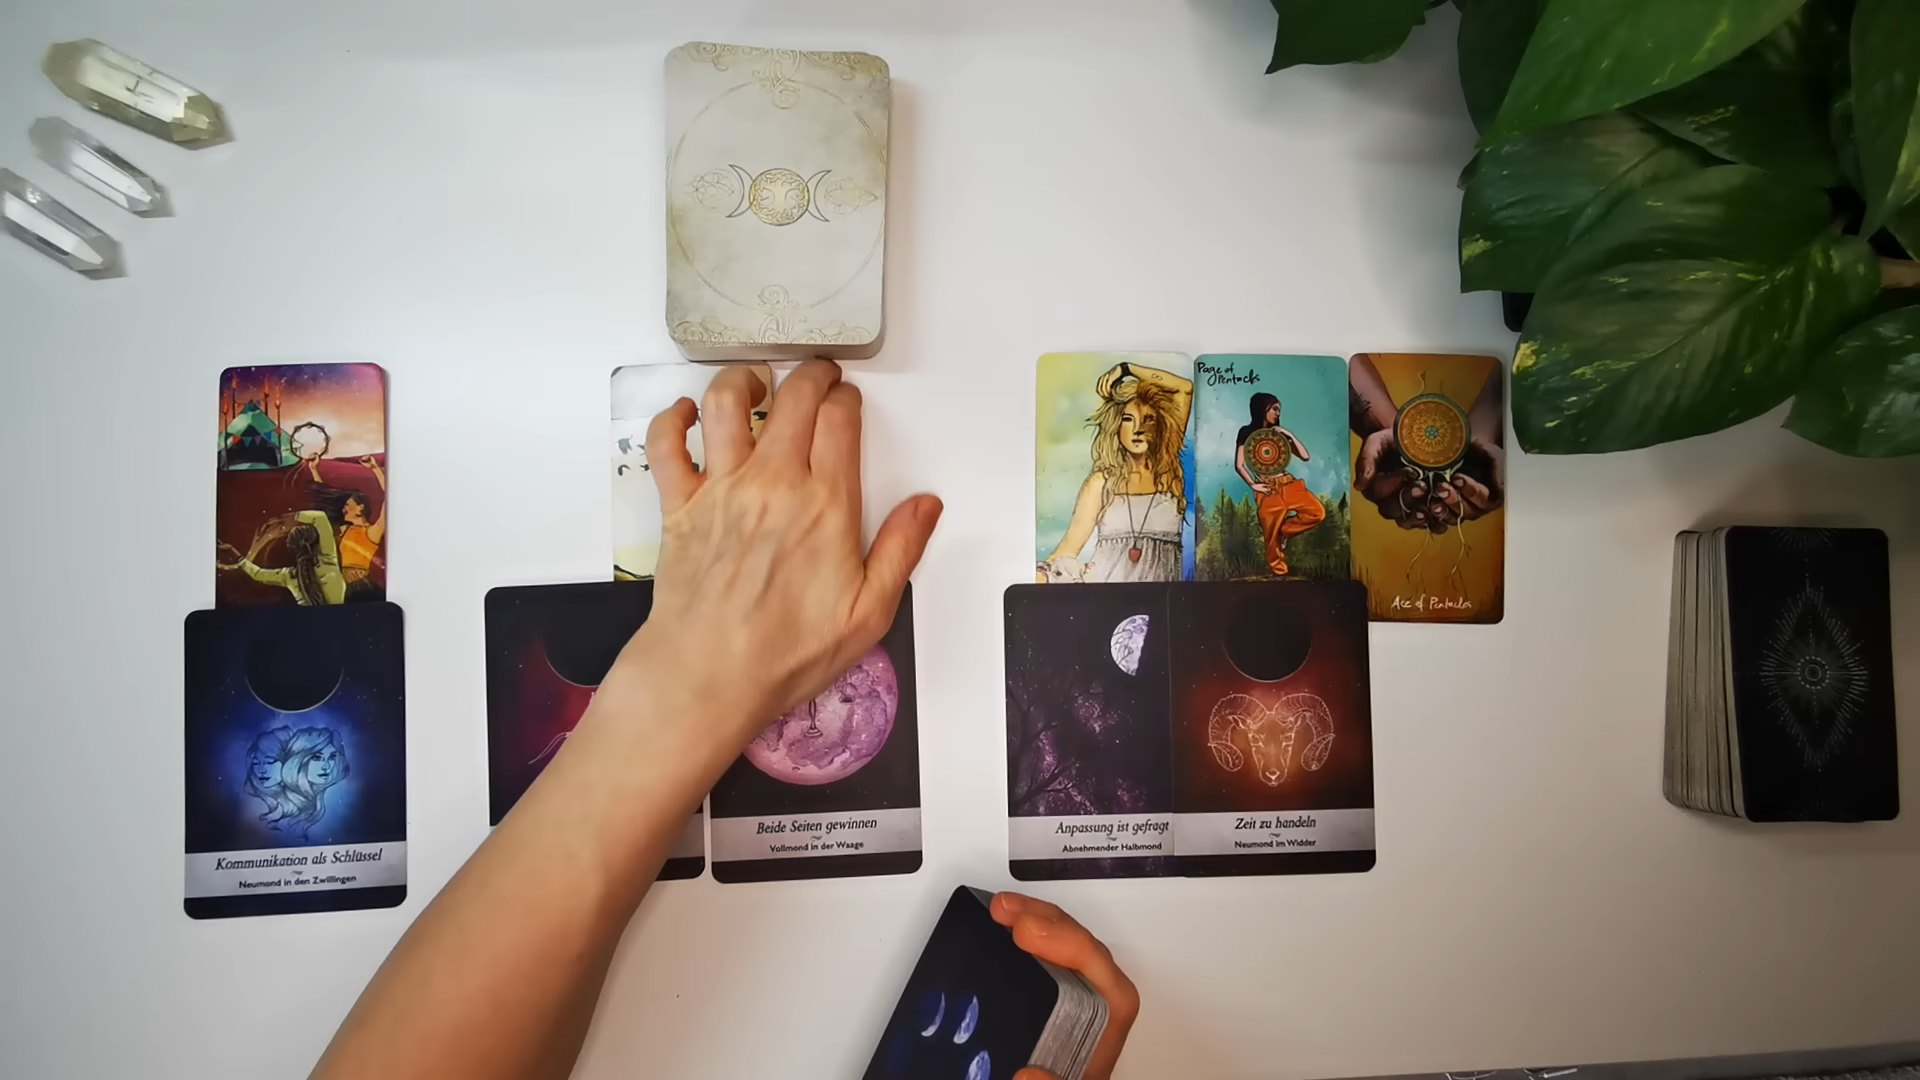 Page of
Pentacles
Ace of Pentacles
Kommunikation als Schlüssel
Neumond in den Zwillingen
Beide Seiten gewinnen
Vollmond in der Waage
Anpassung ist gefragt
Abnehmender Halbmond
Zeit zu handeln
Neumond im Widder